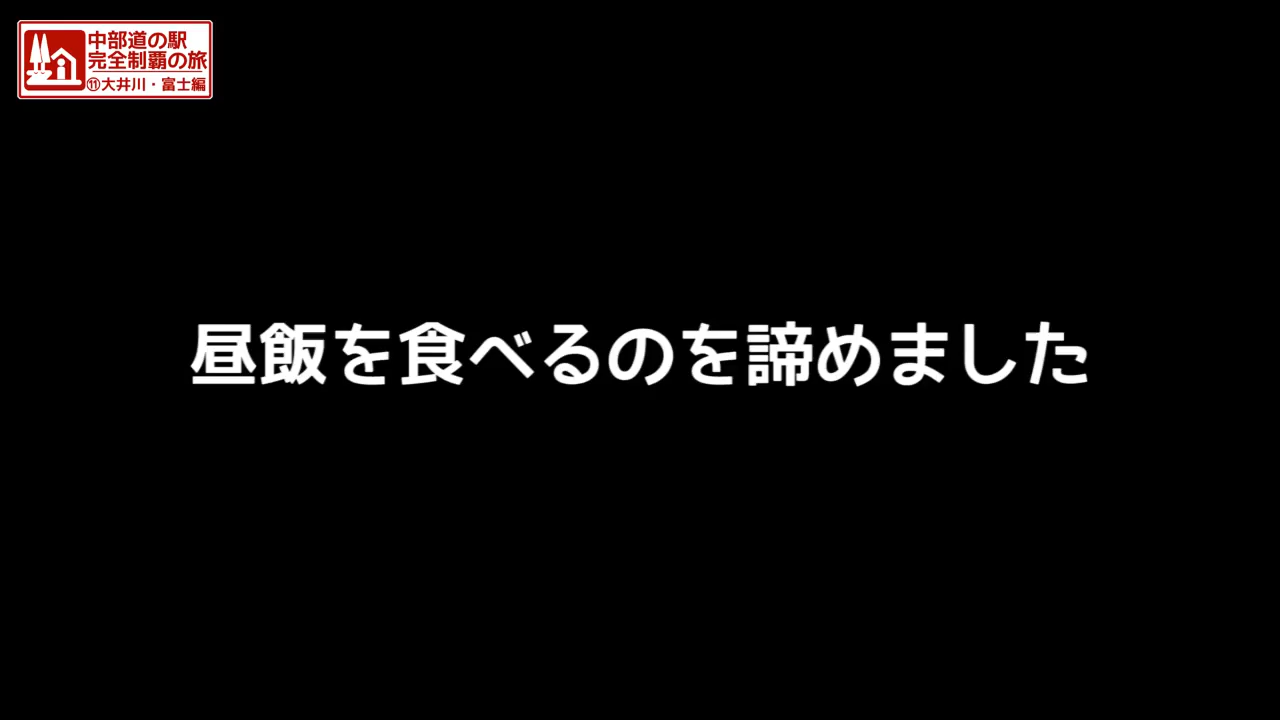 中部道の駅
完全制覇の旅
⑪大井川・富士編
昼飯を食べるのを諦めました